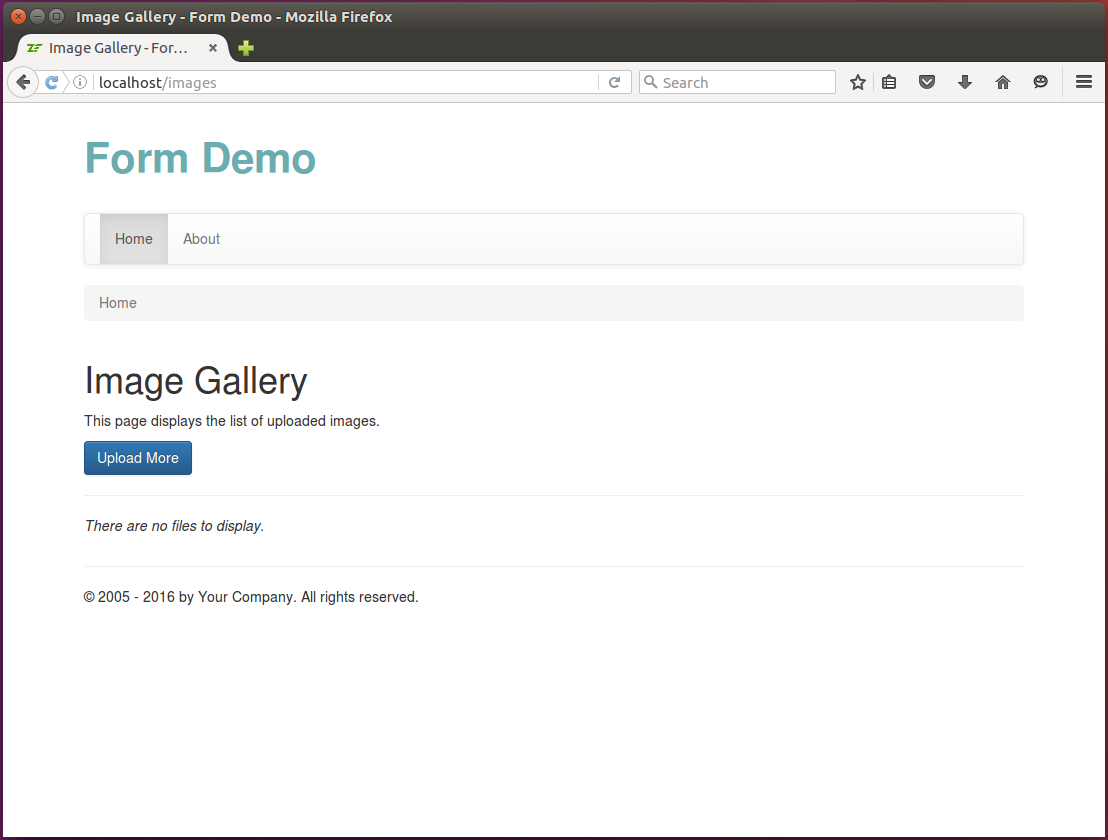 Image Gallery - Form Demo - Mozilla Firefox
Image Gallery - For...
localhost/images
Search
Form Demo
Home About
Home
Image Gallery
This page displays the list of uploaded images.
Upload More
There are no files to display.
© 2005 - 2016 by Your Company. All rights reserved.